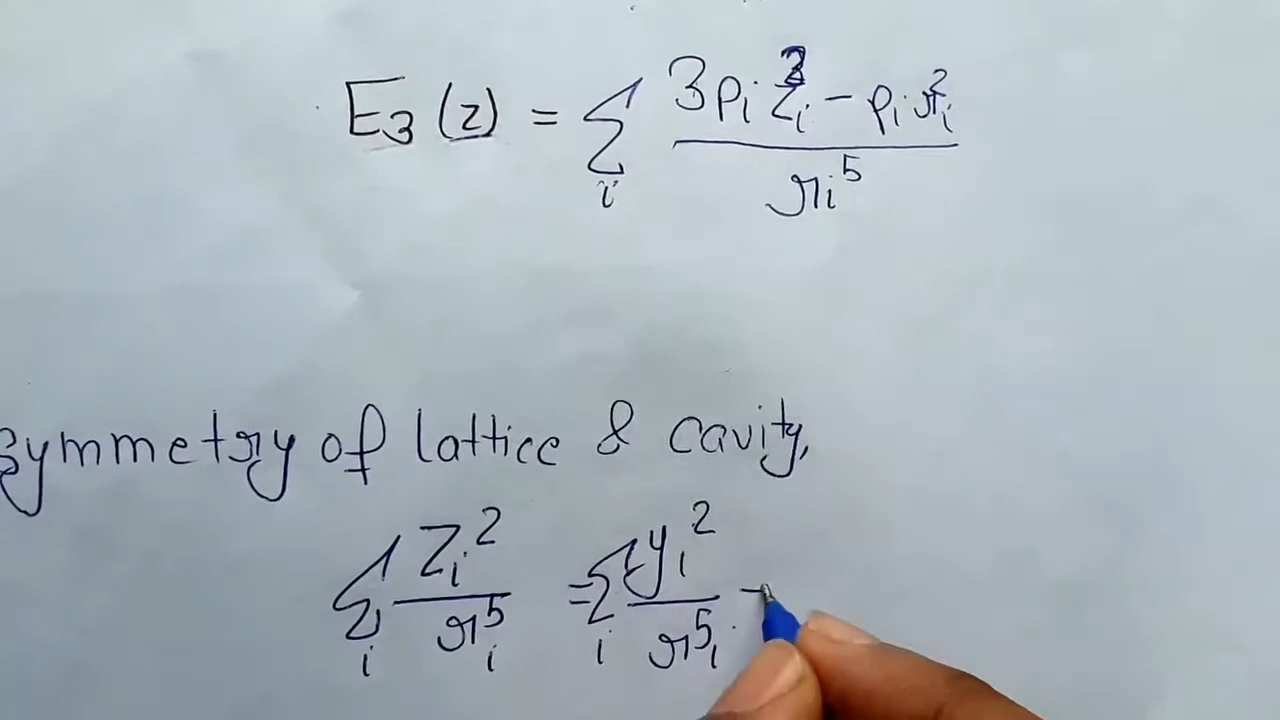 E₃(z) = Σᵢ (3pᵢ zᵢ² − pᵢ rᵢ²) / rᵢ⁵
symmetry of lattice & cavity,
Σᵢ Zᵢ² / rᵢ⁵ = Σᵢ yᵢ² / rᵢ⁵ –